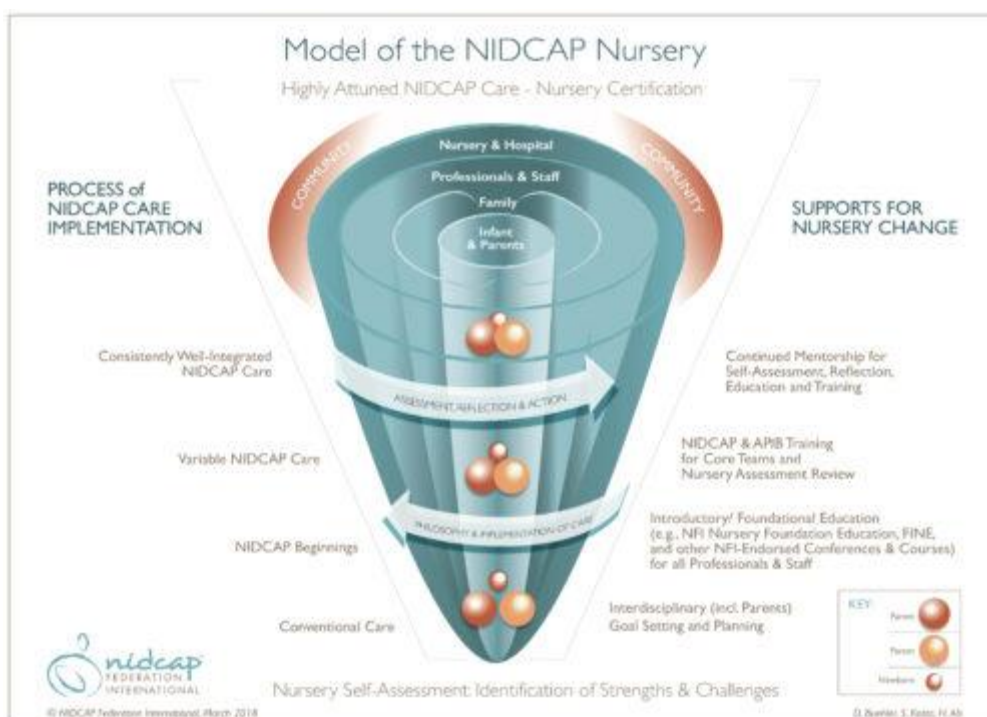 Model of the NIDCAP Nursery
Highly Attuned NIDCAP Care - Nursery Certification
COMMUNITY
COMMUNITY
Nursery & Hospital
Professionals & Staff
Family
Infant
& Parents
PROCESS of
NIDCAP CARE
IMPLEMENTATION
SUPPORTS FOR
NURSERY CHANGE
Consistently Well-Integrated
NIDCAP Care
Continued Mentorship for
Self-Assessment, Reflection,
Education and Training
ASSESSMENT, REFLECTION & ACTION
Variable NIDCAP Care
NIDCAP & APIB Training
for Core Teams and
Nursery Assessment Review
PHILOSOPHY & IMPLEMENTATION OF CARE
NIDCAP Beginnings
Introductory/ Foundational Education
(e.g., NFI Nursery Foundation Education, FINE,
and other NFI-Endorsed Conferences & Courses)
for all Professionals & Staff
Conventional Care
Interdisciplinary (incl. Parents)
Goal Setting and Planning
KEY:
Parent
Parent
Newborn
nidcap
FEDERATION
INTERNATIONAL
Nursery Self-Assessment: Identification of Strengths & Challenges
© NIDCAP Federation International, March 2018
D. Buehler, S. Kosta, H. Als